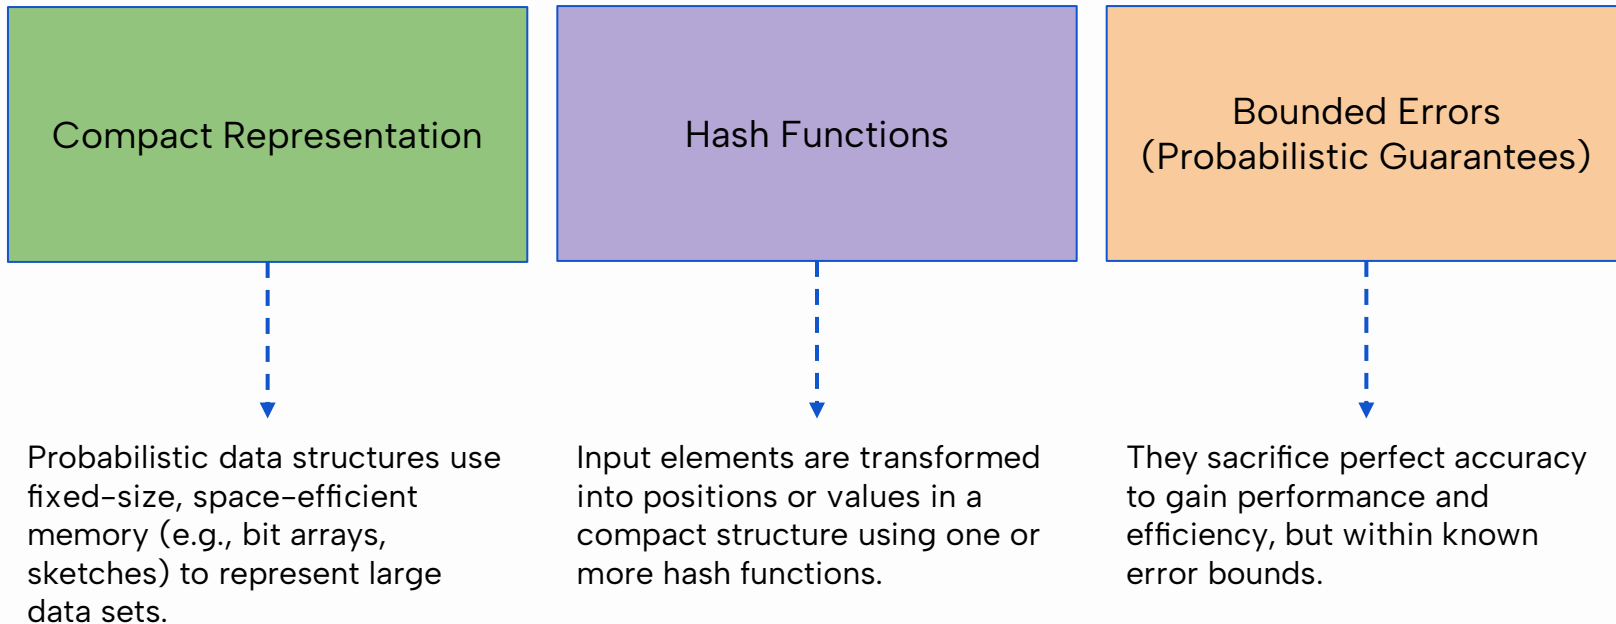 Compact Representation
Hash Functions
Bounded Errors
(Probabilistic Guarantees)
Probabilistic data structures use
fixed-size, space-efficient
memory (e.g., bit arrays,
sketches) to represent large
data sets.
Input elements are transformed
into positions or values in a
compact structure using one or
more hash functions.
They sacrifice perfect accuracy
to gain performance and
efficiency, but within known
error bounds.